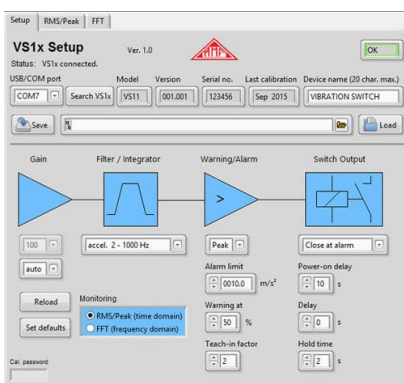 Setup RMS/Peak FFT
VS1x Setup Ver. 1.0 MMF OK
Status: VS1x connected.
USB/COM port Model Version Serial no. Last calibration Device name (20 char. max.)
COM7 Search VS1x VS11 001.001 123456 Sep 2015 VIBRATION SWITCH
Save Load
Gain Filter / Integrator Warning/Alarm Switch Output
>
100 accel. 2 - 1000 Hz Peak Close at alarm
auto Alarm limit Power-on delay
0010.0 m/s² 10 s
Reload Monitoring Warning at Delay
RMS/Peak (time domain) 50 % 0 s
Set defaults FFT (frequency domain) Teach-in factor Hold time
2 2 s
Cal. password